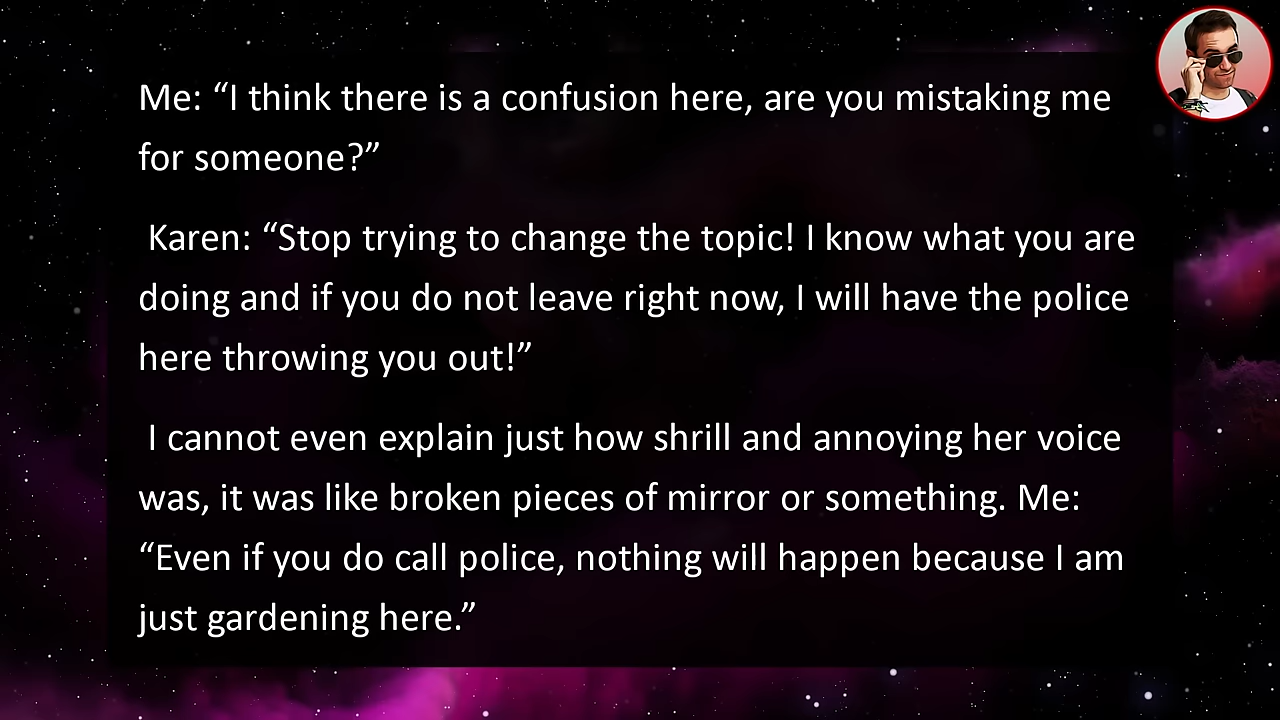 Me: “I think there is a confusion here, are you mistaking me
for someone?”
Karen: “Stop trying to change the topic! I know what you are
doing and if you do not leave right now, I will have the police
here throwing you out!”
I cannot even explain just how shrill and annoying her voice
was, it was like broken pieces of mirror or something. Me:
“Even if you do call police, nothing will happen because I am
just gardening here.”